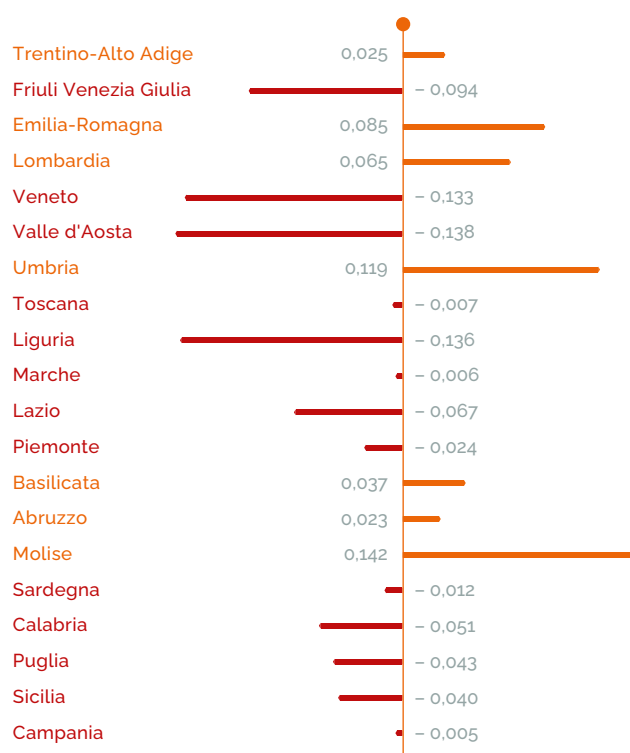 Trentino-Alto Adige 0,025
Friuli Venezia Giulia – 0,094
Emilia-Romagna 0,085
Lombardia 0,065
Veneto – 0,133
Valle d'Aosta – 0,138
Umbria 0,119
Toscana – 0,007
Liguria – 0,136
Marche – 0,006
Lazio – 0,067
Piemonte – 0,024
Basilicata 0,037
Abruzzo 0,023
Molise 0,142
Sardegna – 0,012
Calabria – 0,051
Puglia – 0,043
Sicilia – 0,040
Campania – 0,005